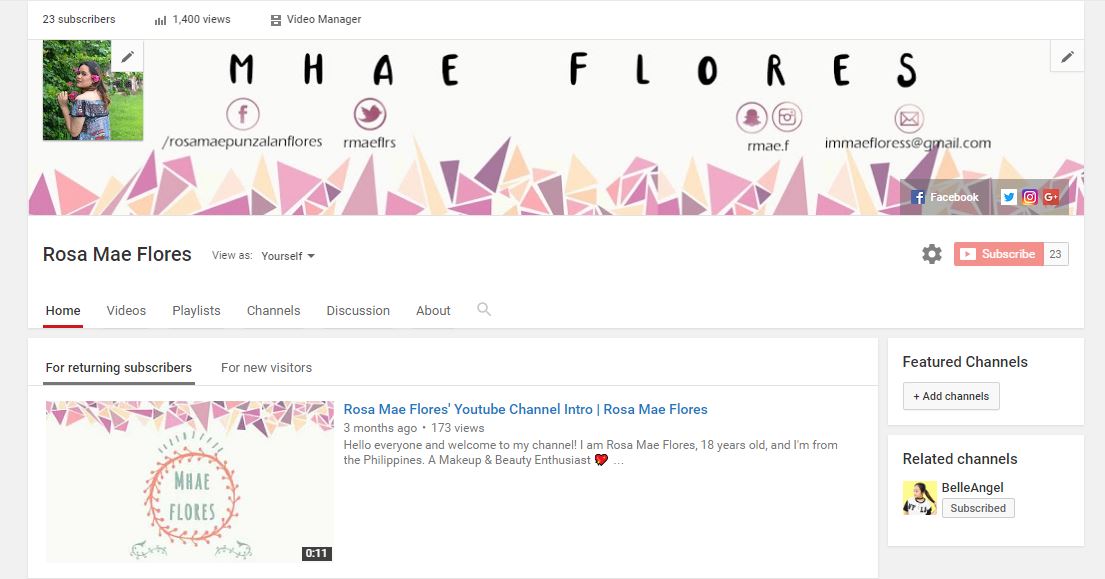 23 subscribers
1,400 views
Video Manager
MHAE FLORES
/rosamaepunzalanflores
rmaeflrs
rmae.f
immaefloress@gmail.com
Facebook
G+
Rosa Mae Flores
View as: Yourself
Subscribe 23
Home Videos Playlists Channels Discussion About
For returning subscribers For new visitors
MHAE
FLORES
0:11
Rosa Mae Flores' Youtube Channel Intro | Rosa Mae Flores
3 months ago • 173 views
Hello everyone and welcome to my channel! I am Rosa Mae Flores, 18 years old, and I'm from
the Philippines. A Makeup & Beauty Enthusiast 💘 ...
Featured Channels
+ Add channels
Related channels
BelleAngel
Subscribed